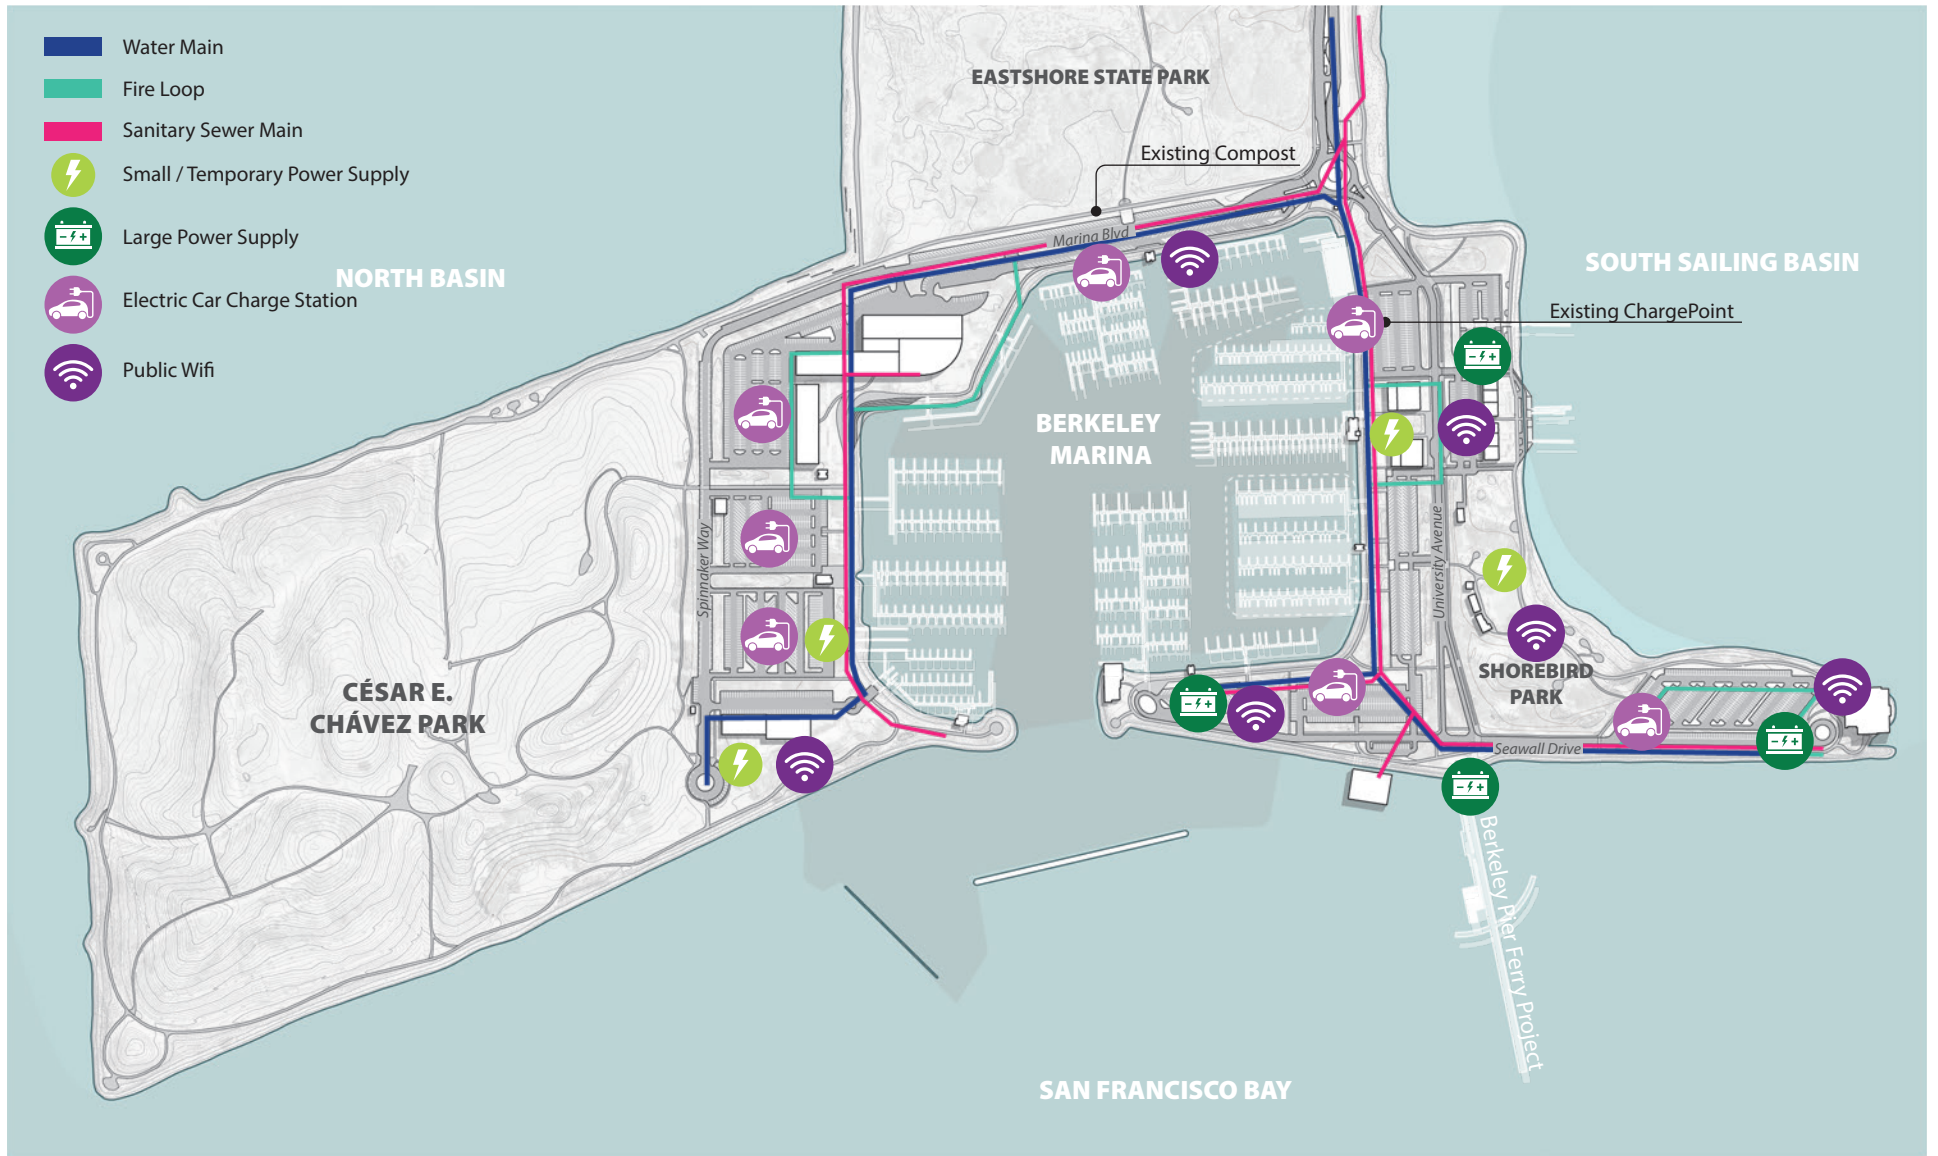 Water Main
Fire Loop
Sanitary Sewer Main
Small / Temporary Power Supply
Large Power Supply
Electric Car Charge Station
Public Wifi
NORTH BASIN
EASTSHORE STATE PARK
Existing Compost
Marina Blvd
SOUTH SAILING BASIN
Existing ChargePoint
BERKELEY
MARINA
Spinnaker Way
University Avenue
CÉSAR E.
CHÁVEZ PARK
SHOREBIRD
PARK
Seawall Drive
Berkeley Pier Ferry Project
SAN FRANCISCO BAY